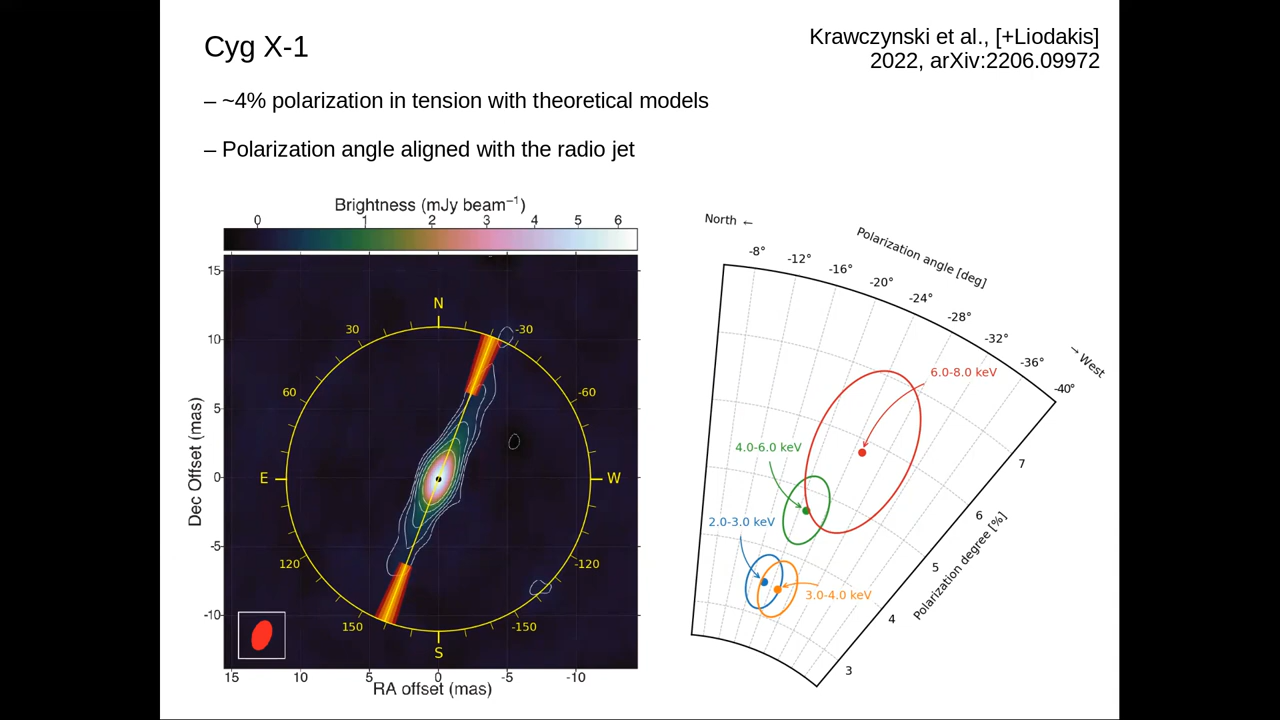 Cyg X-1
Krawczynski et al., [+Liodakis]
2022, arXiv:2206.09972
– ~4% polarization in tension with theoretical models
– Polarization angle aligned with the radio jet
Brightness (mJy beam⁻¹)
0 1 2 3 4 5 6
Dec Offset (mas)
15
10
5
0
-5
-10
N
30
-30
60
-60
E
W
120
-120
150
-150
S
15 10 5 0 -5 -10
RA offset (mas)
North ←
Polarization angle [deg]
-8°
-12°
-16°
-20°
-24°
-28°
-32°
-36°
-40°
→ West
6.0-8.0 keV
4.0-6.0 keV
2.0-3.0 keV
3.0-4.0 keV
7
6
5
4
3
Polarization degree [%]